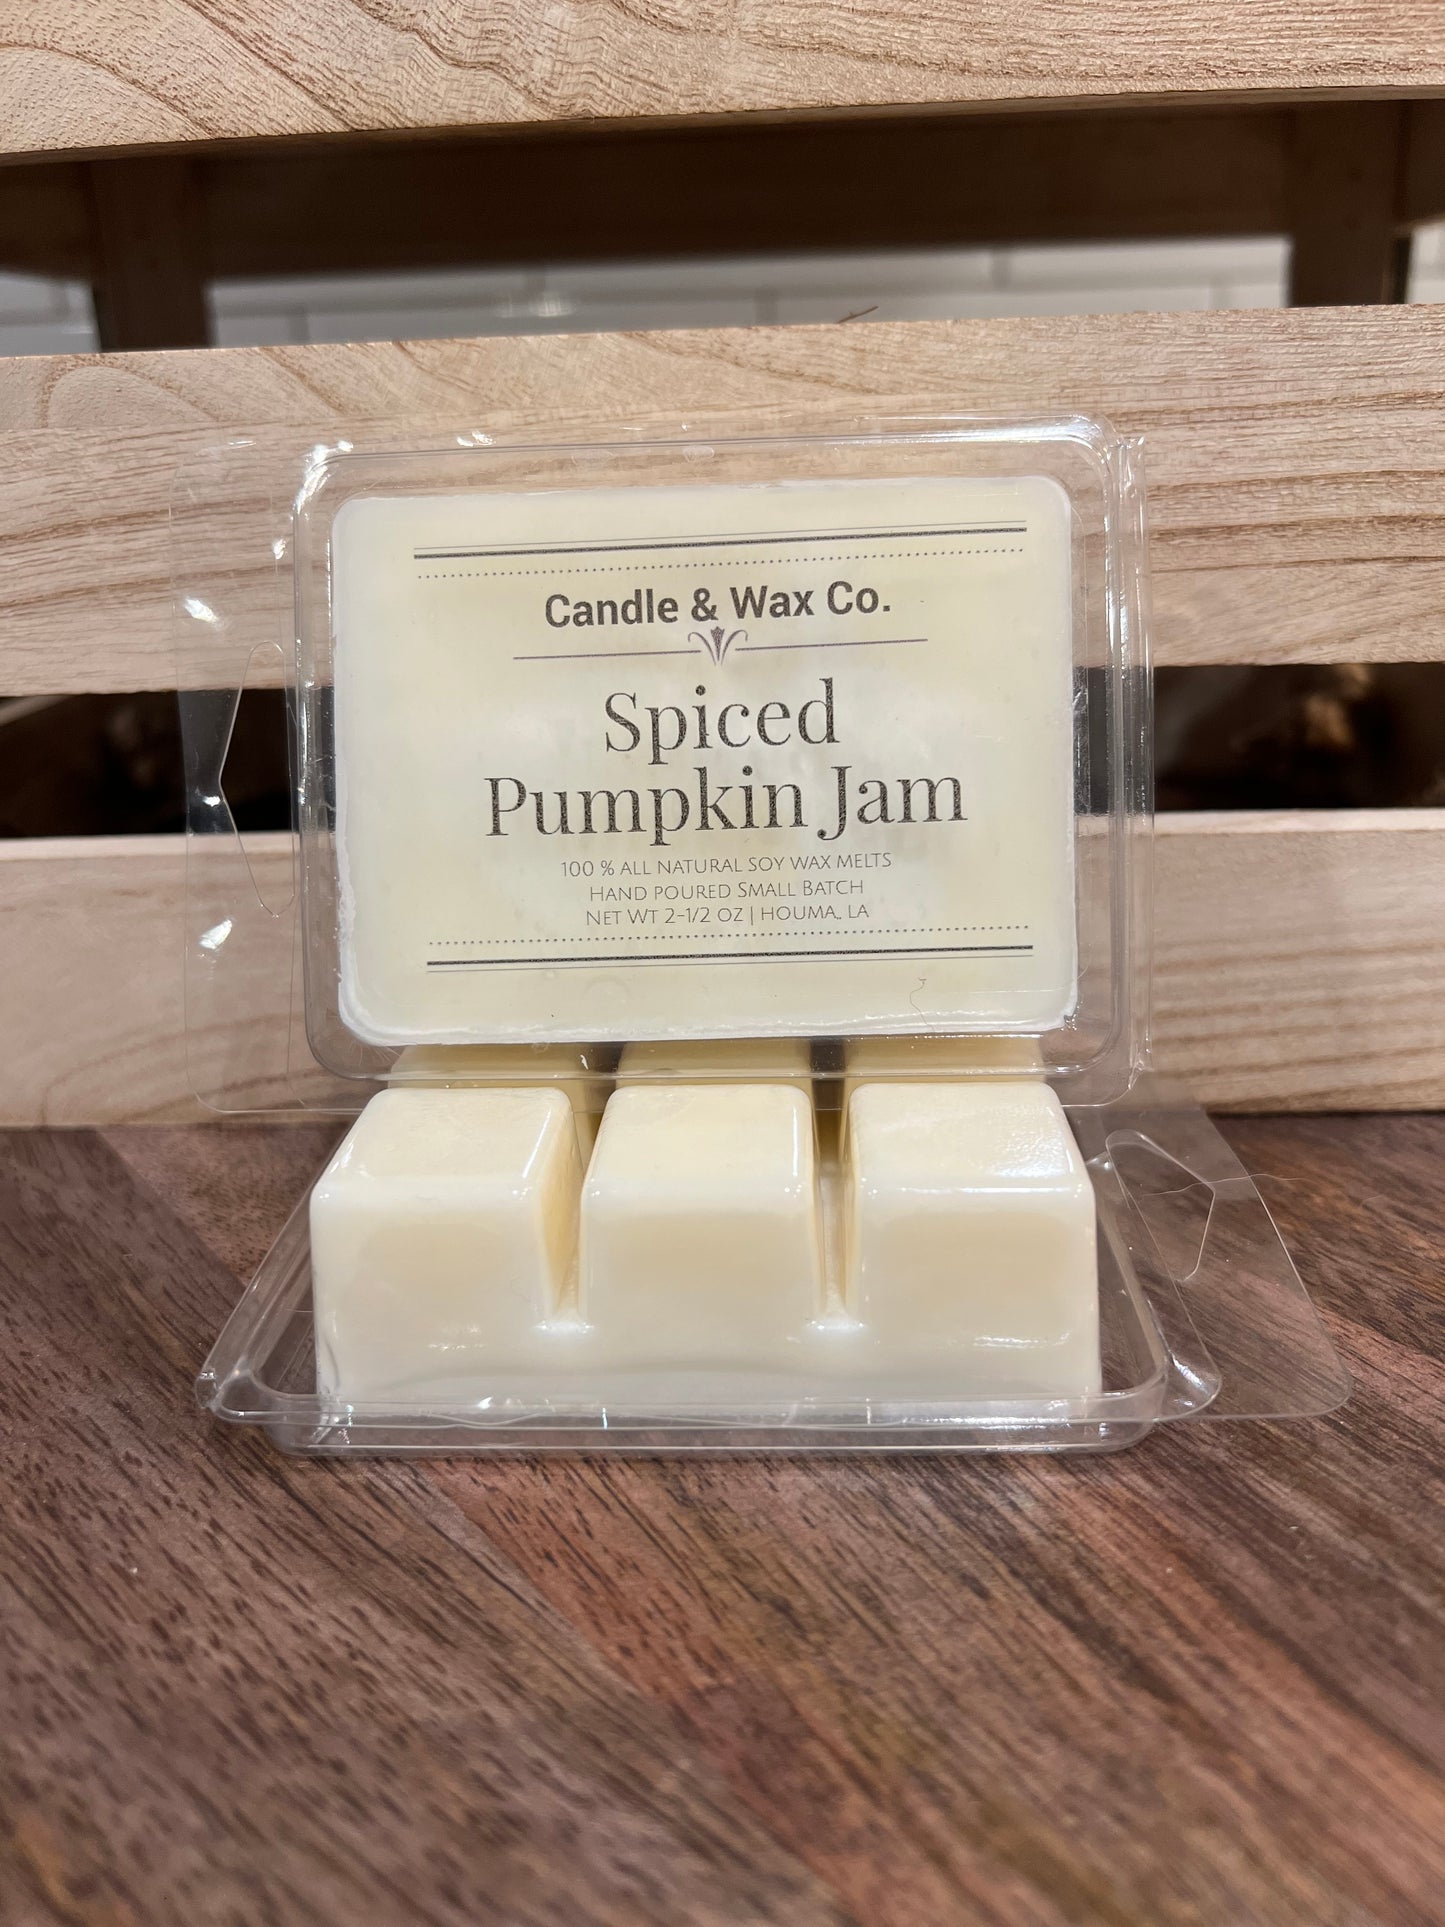 Candle & Wax Co.
Spiced
Pumpkin Jam
100 % ALL NATURAL SOY WAX MELTS
HAND POURED SMALL BATCH
NET WT 2-1/2 OZ | HOUMA,. LA